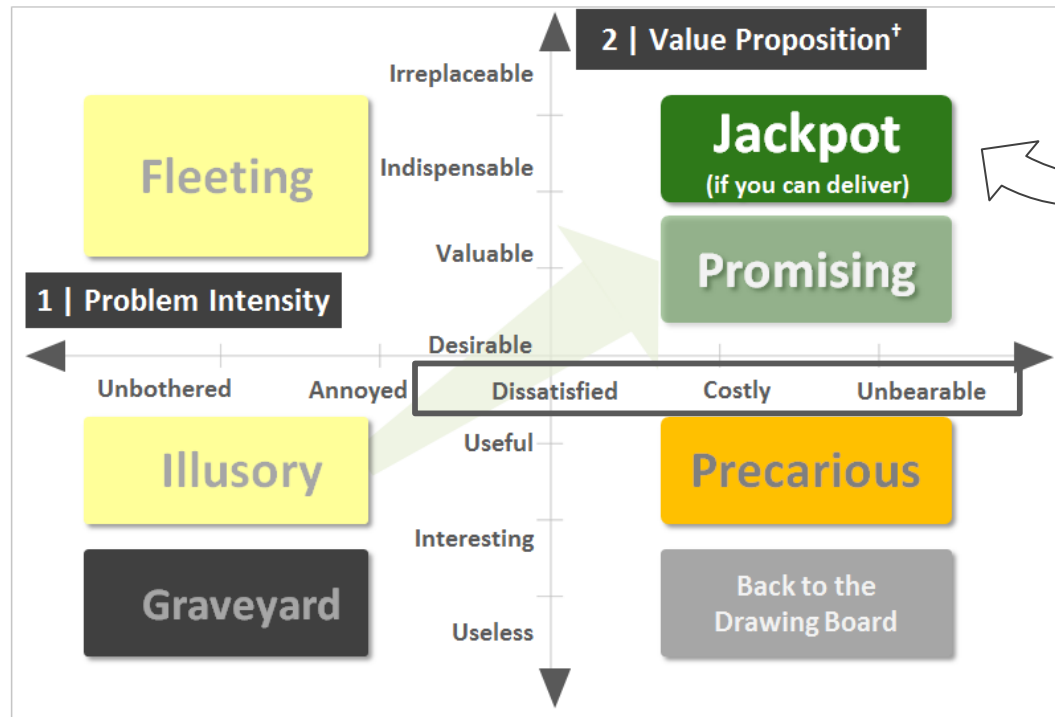 2 | Value Proposition†
Irreplaceable
Jackpot
(if you can deliver)
Fleeting
Indispensable
Valuable
Promising
1 | Problem Intensity
Desirable
Unbothered
Annoyed
Dissatisfied
Costly
Unbearable
Useful
Illusory
Precarious
Interesting
Graveyard
Back to the
Drawing Board
Useless